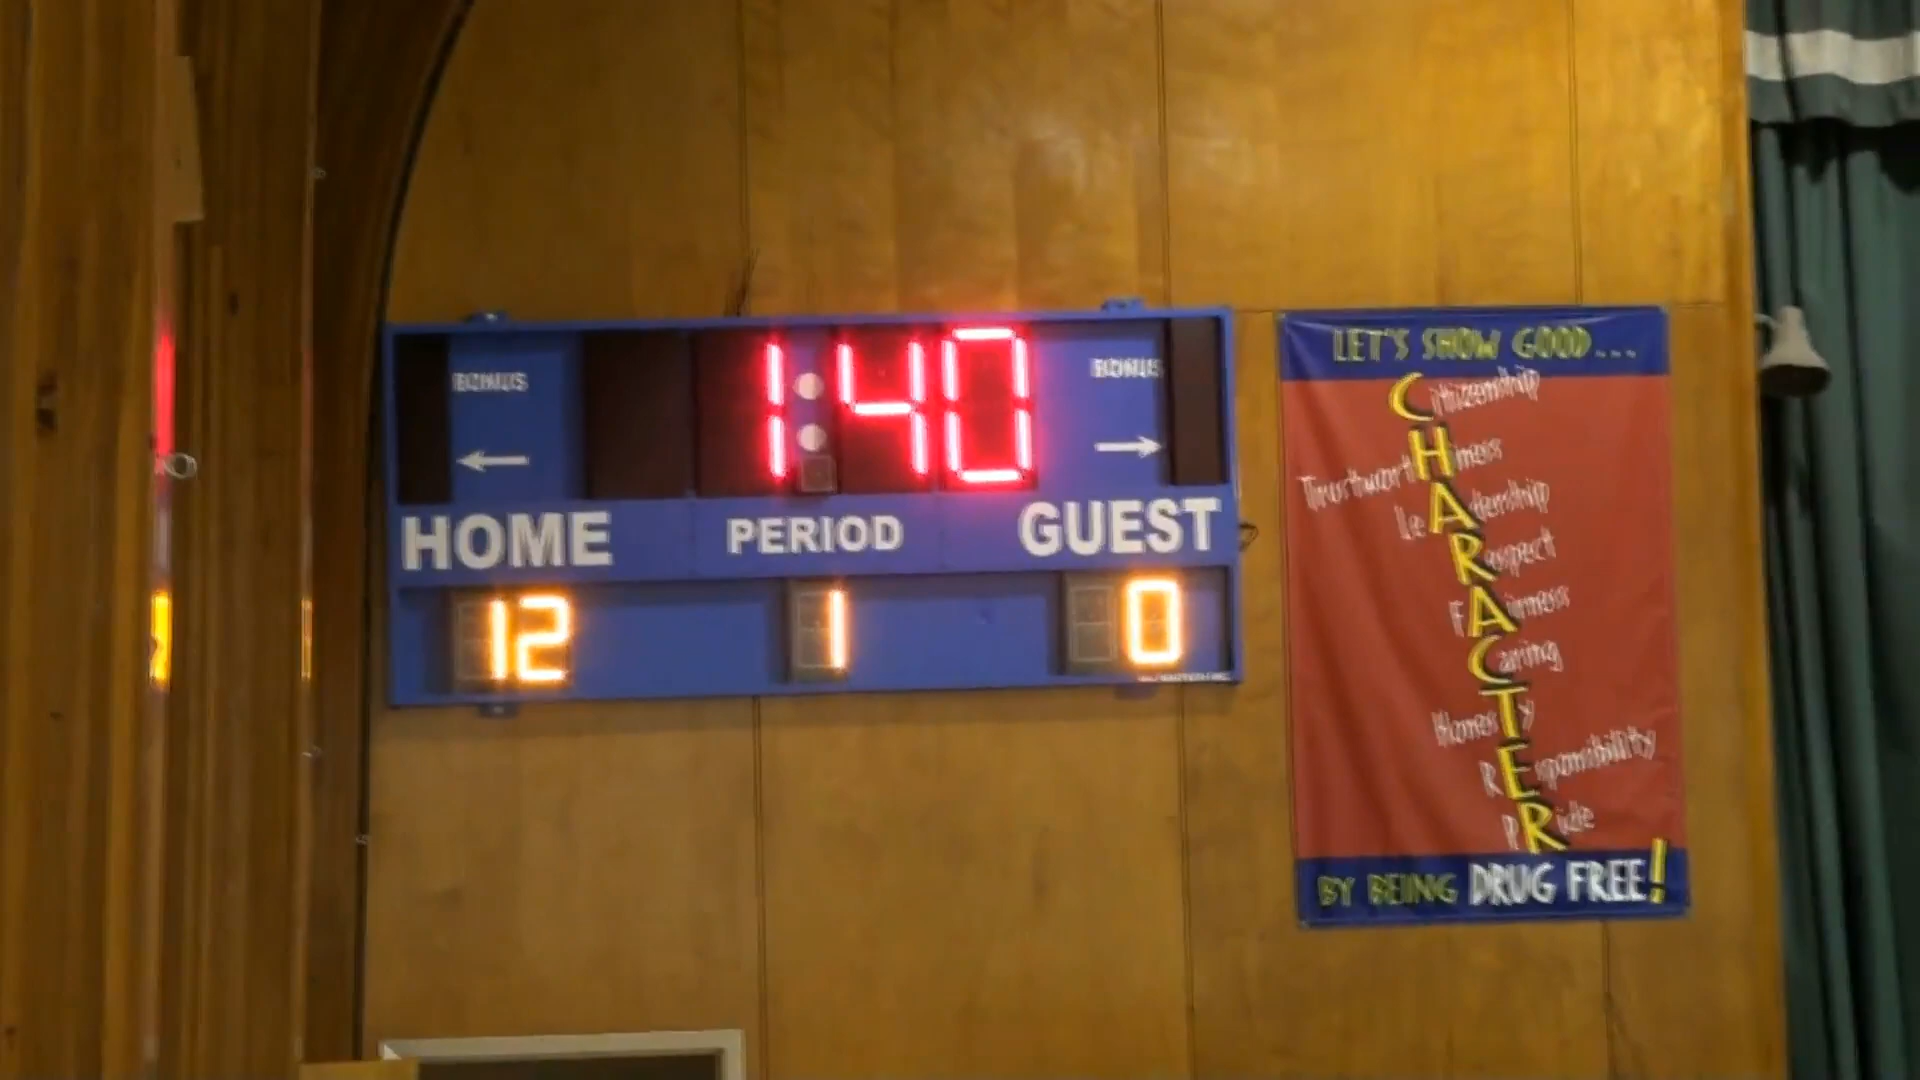 1:40
BONUS
BONUS
HOME PERIOD GUEST
12 1 0
LET'S SHOW GOOD...
Citizenship
TrustwortHiness
LeAdership
Respect
FAirness
Caring
HonesTy
REsponsibility
PRide
BY BEING DRUG FREE!